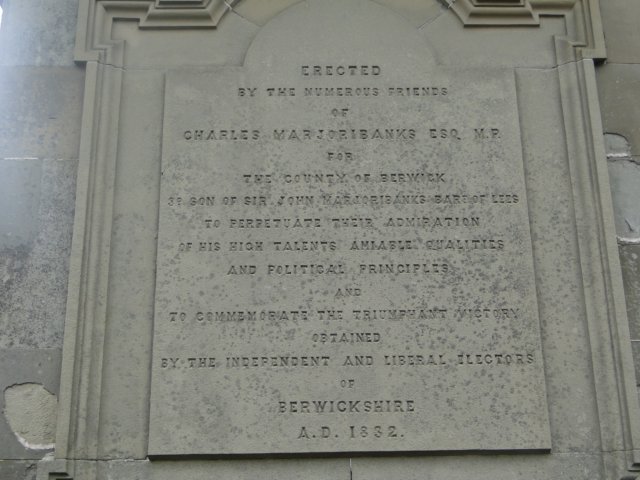 ERECTED
BY THE NUMEROUS FRIENDS
OF
CHARLES MARJORIBANKS ESQ. M.P.
FOR
THE COUNTY OF BERWICK
3D SON OF SIR JOHN MARJORIBANKS BART OF LEES
TO PERPETUATE THEIR ADMIRATION
OF HIS HIGH TALENTS AMIABLE QUALITIES
AND POLITICAL PRINCIPLES
AND
TO COMMEMORATE THE TRIUMPHANT VICTORY
OBTAINED
BY THE INDEPENDENT AND LIBERAL ELECTORS
OF
BERWICKSHIRE
A.D. 1832.